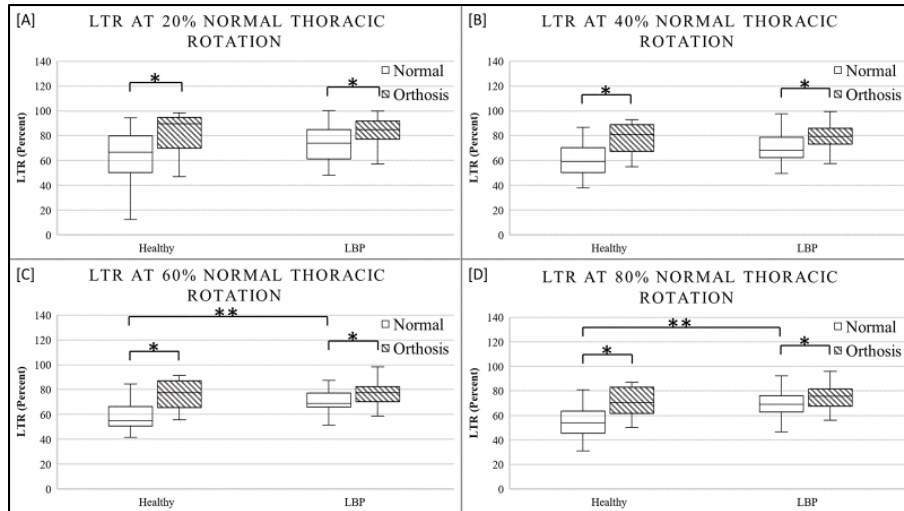 [A]
LTR AT 20% NORMAL THORACIC
ROTATION
140
120
100
80
60
40
20
0
LTR (Percent)
*
*
Normal
Orthosis
Healthy
LBP
[B]
LTR AT 40% NORMAL THORACIC
ROTATION
140
120
100
80
60
40
20
0
LTR (Percent)
*
*
Normal
Orthosis
Healthy
LBP
[C]
LTR AT 60% NORMAL THORACIC
ROTATION
140
120
100
80
60
40
20
0
LTR (Percent)
**
*
*
Normal
Orthosis
Healthy
LBP
[D]
LTR AT 80% NORMAL THORACIC
ROTATION
140
120
100
80
60
40
20
0
LTR (Percent)
**
*
*
Normal
Orthosis
Healthy
LBP